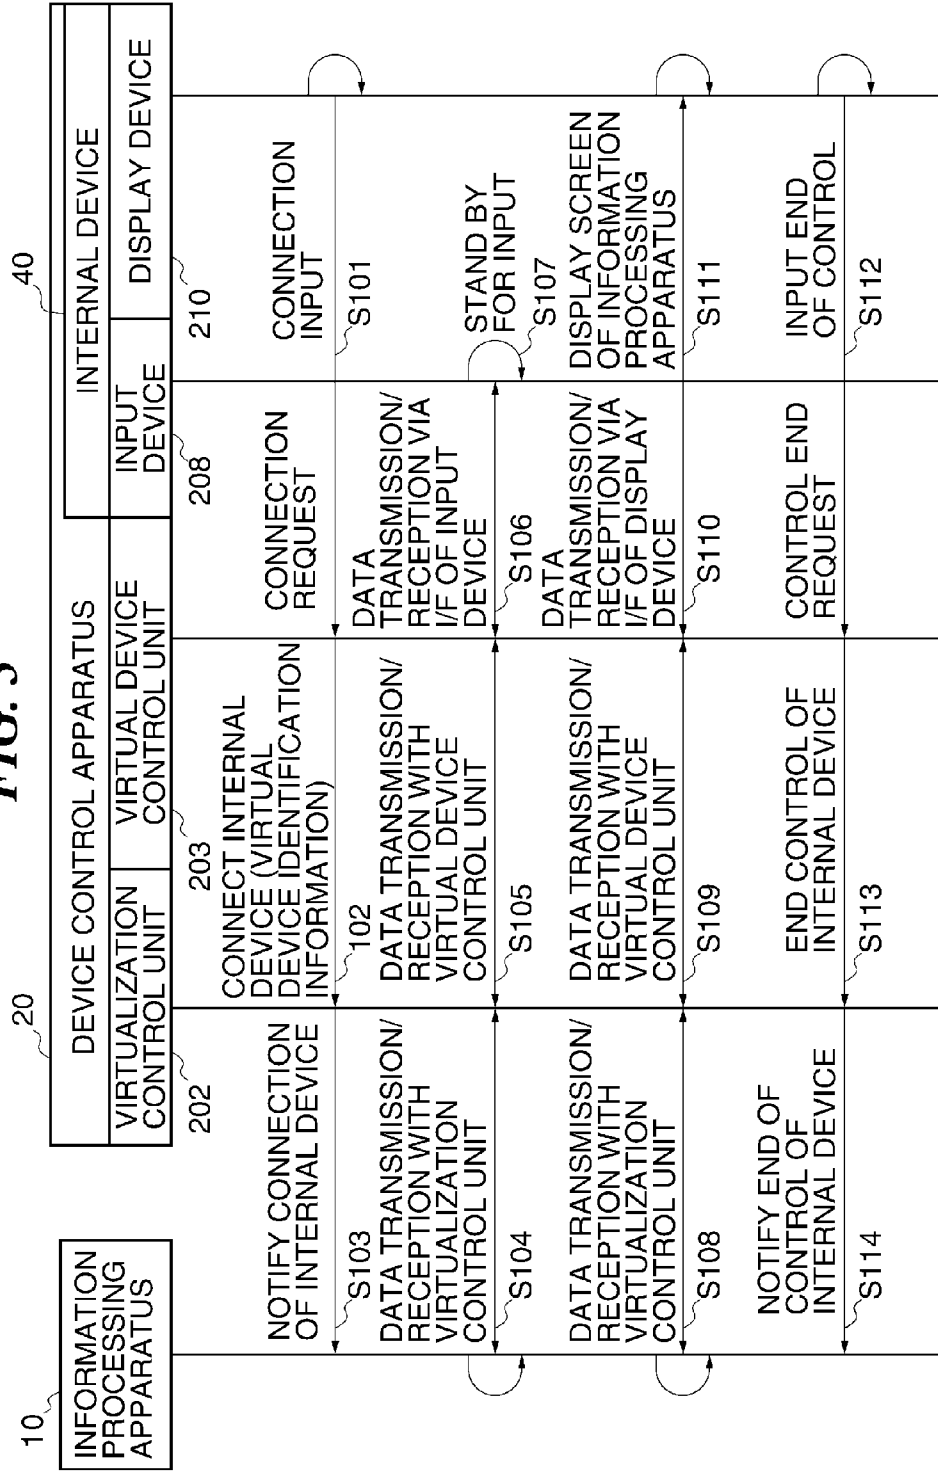 FIG.
10
INFORMATION
PROCESSING
APPARATUS
20
DEVICE CONTROL APPARATUS
VIRTUALIZATION
CONTROL UNIT
202
VIRTUAL DEVICE
CONTROL UNIT
203
40
INTERNAL DEVICE
INPUT
DEVICE
208
DISPLAY DEVICE
210
CONNECTION
INPUT
S101
CONNECTION
REQUEST
CONNECT INTERNAL
DEVICE (VIRTUAL
DEVICE IDENTIFICATION
INFORMATION)
102
NOTIFY CONNECTION
OF INTERNAL DEVICE
S103
DATA TRANSMISSION/
RECEPTION WITH
VIRTUALIZATION
CONTROL UNIT
S104
DATA TRANSMISSION/
RECEPTION WITH
VIRTUAL DEVICE
CONTROL UNIT
S105
DATA
TRANSMISSION/
RECEPTION VIA
I/F OF INPUT
DEVICE
S106
STAND BY
FOR INPUT
S107
DATA TRANSMISSION/
RECEPTION WITH
VIRTUALIZATION
CONTROL UNIT
S108
DATA TRANSMISSION/
RECEPTION WITH
VIRTUAL DEVICE
CONTROL UNIT
S109
DATA
TRANSMISSION/
RECEPTION VIA
I/F OF DISPLAY
DEVICE
S110
DISPLAY SCREEN
OF INFORMATION
PROCESSING
APPARATUS
S111
INPUT END
OF CONTROL
S112
CONTROL END
REQUEST
END CONTROL OF
INTERNAL DEVICE
S113
NOTIFY END OF
CONTROL OF
INTERNAL DEVICE
S114